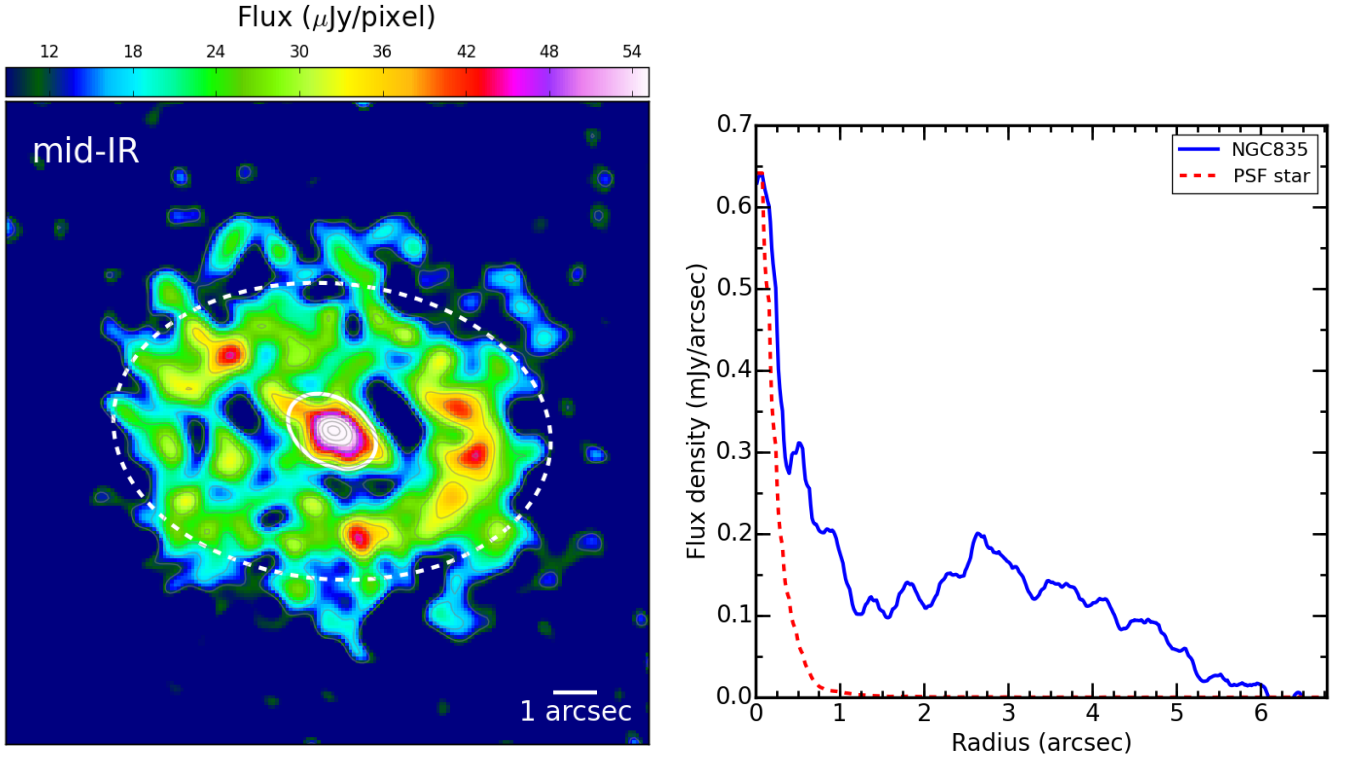 Flux (μJy/pixel)
12 18 24 30 36 42 48 54
mid-IR
1 arcsec
0.7
0.6
0.5
0.4
0.3
0.2
0.1
0.0
Flux density (mJy/arcsec)
NGC835
PSF star
0 1 2 3 4 5 6
Radius (arcsec)